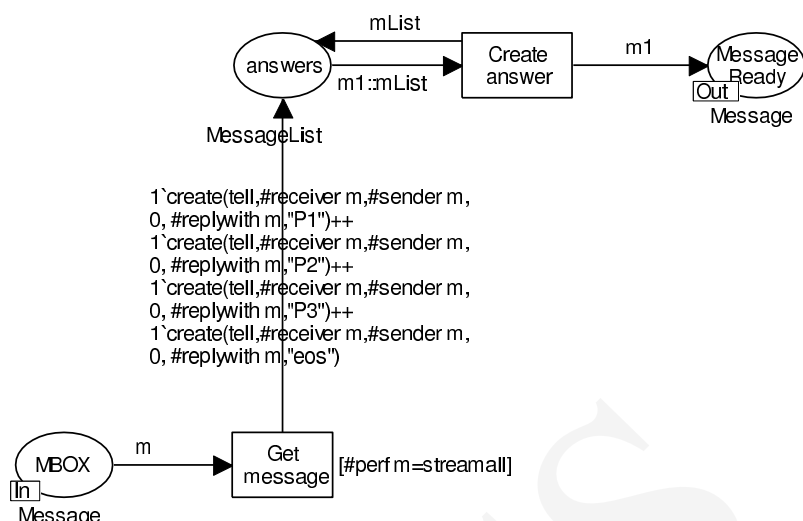 mList
answers
m1::mList
Create
answer
m1
Message
Ready
Out
Message
MessageList
1`create(tell,#receiver m,#sender m,
0, #replywith m,"P1")++
1`create(tell,#receiver m,#sender m,
0, #replywith m,"P2")++
1`create(tell,#receiver m,#sender m,
0, #replywith m,"P3")++
1`create(tell,#receiver m,#sender m,
0, #replywith m,"eos")
MBOX
In
Message
m
Get
message
[#perf m=streamall]